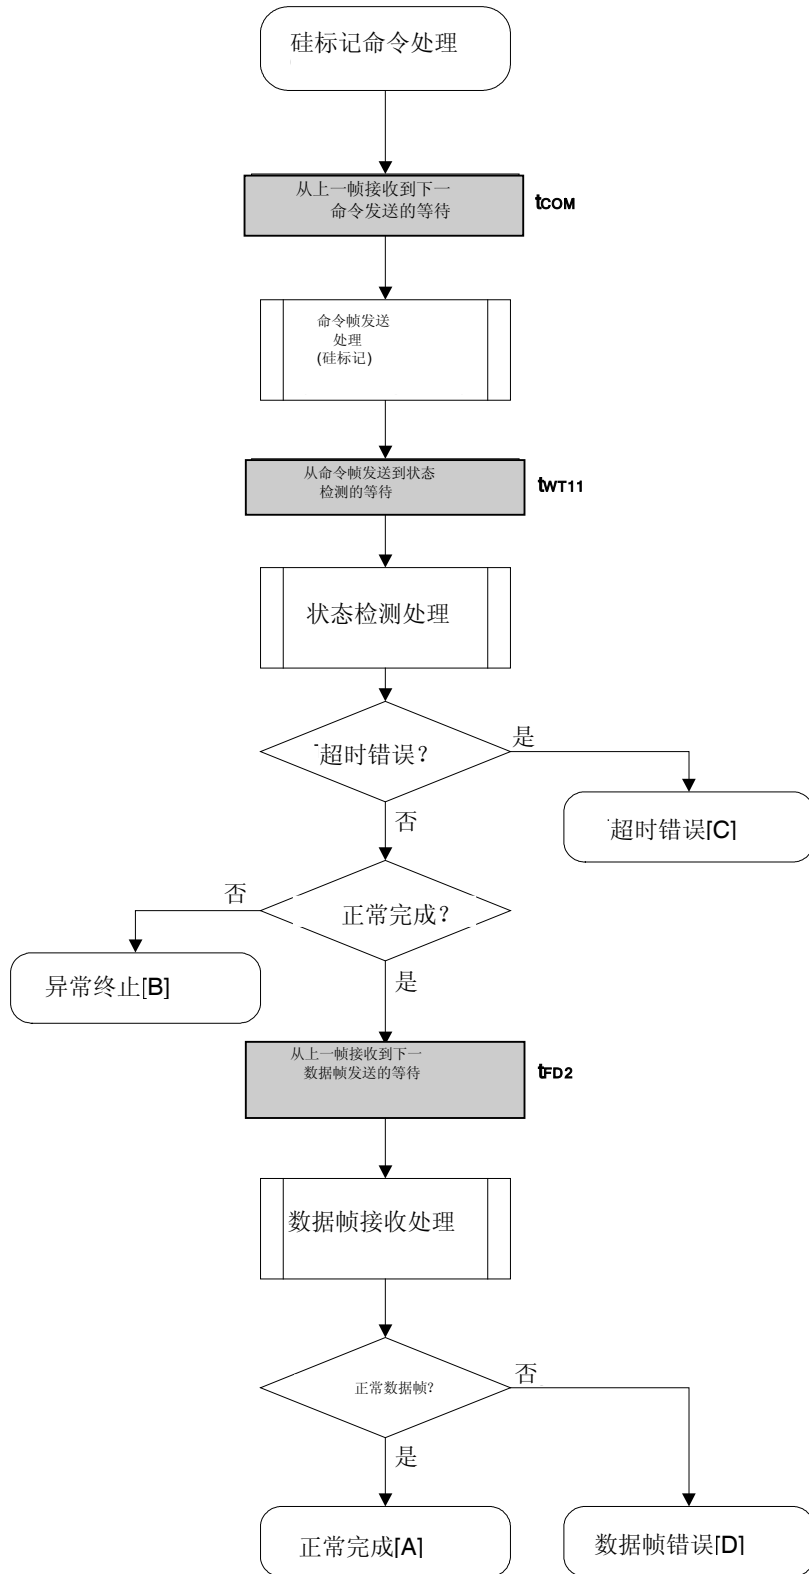 硅标记命令处理
从上一帧接收到下一
命令发送的等待
tCOM
命令帧发送
处理
(硅标记)
从命令帧发送到状态
检测的等待
tWT11
状态检测处理
超时错误?
是
超时错误[C]
否
正常完成?
否
异常终止[B]
是
从上一帧接收到下一
数据帧发送的等待
tFD2
数据帧接收处理
正常数据帧?
否
是
正常完成[A]
数据帧错误[D]